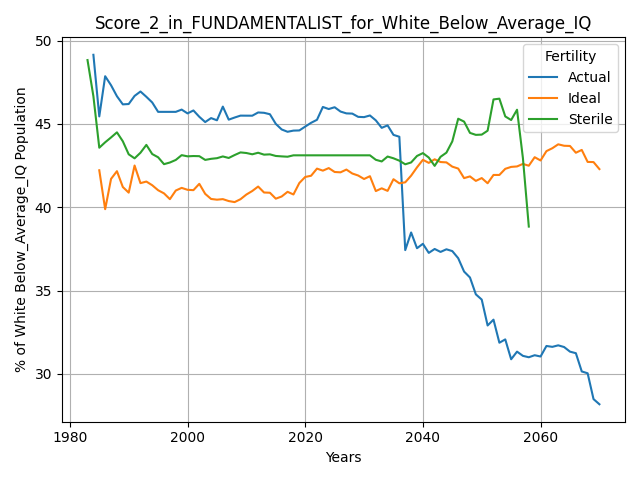 Score_2_in_FUNDAMENTALIST_for_White_Below_Average_IQ
% of White Below_Average_IQ Population
50
45
40
35
30
Fertility
Actual
Ideal
Sterile
1980
2000
2020
2040
2060
Years